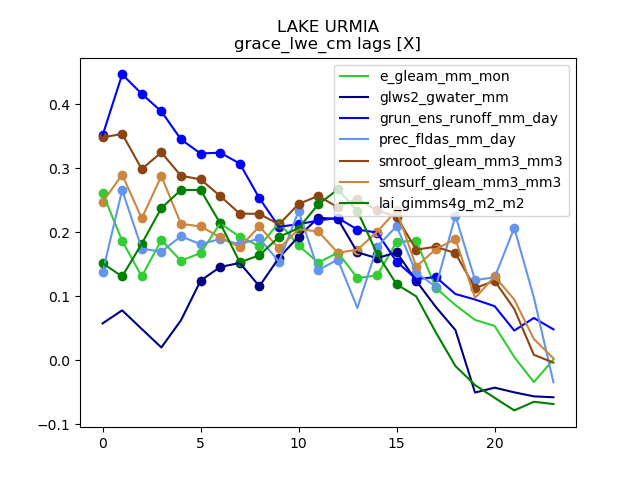 LAKE URMIA
grace_lwe_cm lags [X]
e_gleam_mm_mon
glws2_gwater_mm
grun_ens_runoff_mm_day
prec_fldas_mm_day
smroot_gleam_mm3_mm3
smsurf_gleam_mm3_mm3
lai_gimms4g_m2_m2
0.4
0.3
0.2
0.1
0.0
−0.1
0 5 10 15 20